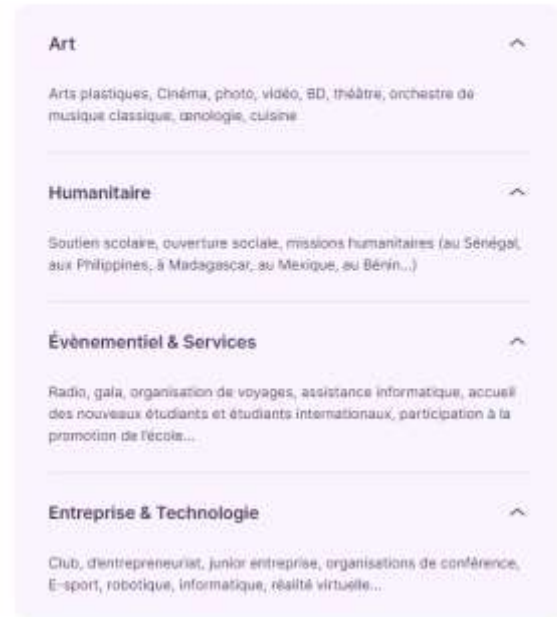 Art
Arts plastiques, Cinéma, photo, vidéo, BD, théâtre, orchestre de
musique classique, œnologie, cuisine
Humanitaire
Soutien scolaire, ouverture sociale, missions humanitaires (au Sénégal,
aux Philippines, à Madagascar, au Mexique, au Bénin...)
Évènementiel & Services
Radio, gala, organisation de voyages, assistance informatique, accueil
des nouveaux étudiants et étudiants internationaux, participation à la
promotion de l'école...
Entreprise & Technologie
Club, d'entrepreneuriat, junior entreprise, organisations de conférence,
E-sport, robotique, informatique, réalité virtuelle...